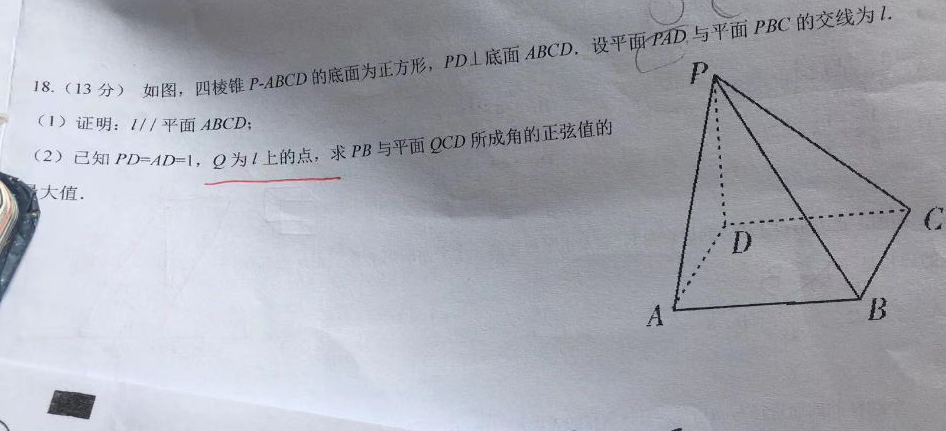 18.（13 分） 如图，四棱锥 P-ABCD 的底面为正方形，PD⊥底面 ABCD．设平面 PAD 与平面 PBC 的交线为 l.
（1）证明：l// 平面 ABCD;
（2）已知 PD=AD=1，Q 为 l 上的点，求 PB 与平面 QCD 所成角的正弦值的
大值．
P
C
D
A
B